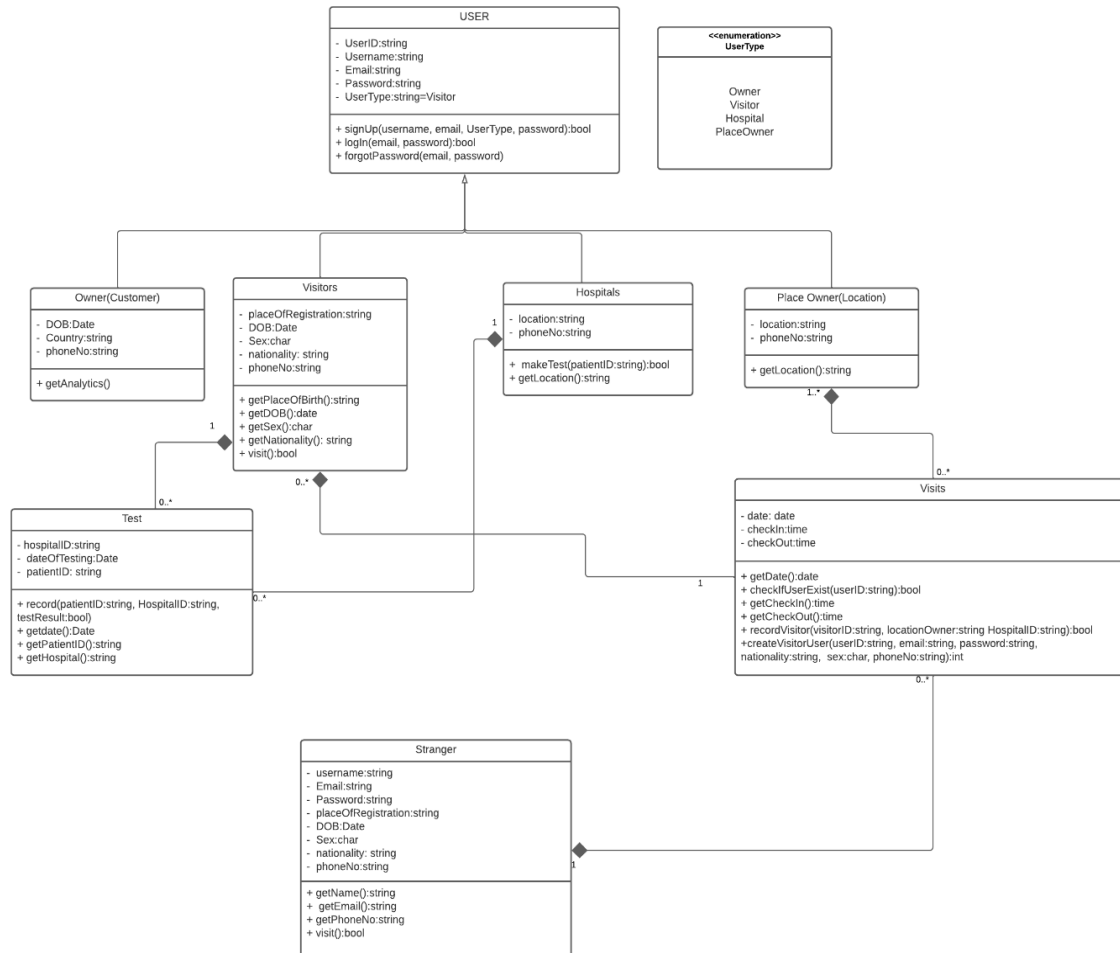 USER
- UserID:string
- Username:string
- Email:string
- Password:string
- UserType:string=Visitor
+ signUp(username, email, UserType, password):bool
+ logIn(email, password):bool
+ forgotPassword(email, password)
<<enumeration>>
UserType
Owner
Visitor
Hospital
PlaceOwner
Owner(Customer)
- DOB:Date
- Country:string
- phoneNo:string
+ getAnalytics()
Visitors
- placeOfRegistration:string
- DOB:Date
- Sex:char
- nationality: string
- phoneNo:string
+ getPlaceOfBirth():string
+ getDOB():date
+ getSex():char
+ getNationality(): string
+ visit():bool
Hospitals
- location:string
- phoneNo:string
+ makeTest(patientID:string):bool
+ getLocation():string
Place Owner(Location)
- location:string
- phoneNo:string
+ getLocation():string
1
1
1..*
0..*
0..*
0..*
0..*
1
Test
- hospitalID:string
- dateOfTesting:Date
- patientID: string
+ record(patientID:string, HospitalID:string,
testResult:bool)
+ getdate():Date
+ getPatientID():string
+ getHospital():string
Visits
- date: date
- checkIn:time
- checkOut:time
+ getDate():date
+ checkIfUserExist(userID:string):bool
+ getCheckIn():time
+ getCheckOut():time
+ recordVisitor(visitorID:string, locationOwner:string HospitalID:string):bool
+createVisitorUser(userID:string, email:string, password:string,
nationality:string, sex:char, phoneNo:string):int
0..*
Stranger
- username:string
- Email:string
- Password:string
- placeOfRegistration:string
- DOB:Date
- Sex:char
- nationality: string
- phoneNo:string
+ getName():string
+ getEmail():string
+ getPhoneNo:string
+ visit():bool
1